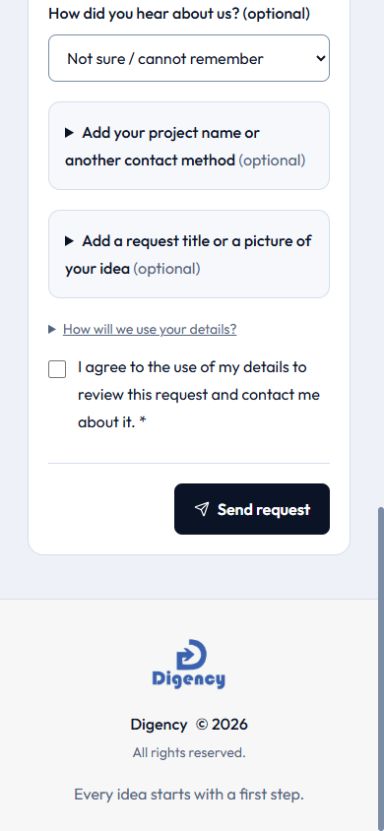 How did you hear about us? (optional)
Not sure / cannot remember
Add your project name or
another contact method (optional)
Add a request title or a picture of
your idea (optional)
How will we use your details?
I agree to the use of my details to
review this request and contact me
about it. *
Send request
Digency
Digency © 2026
All rights reserved.
Every idea starts with a first step.